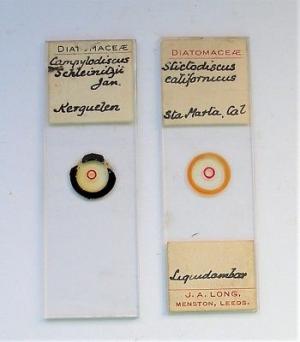 DIATOMACEÆ
Campylodiscus
Schleinitzii
Jan.
Kerguelen
DIATOMACEÆ
Stictodiscus
californicus
Sta Marta, Cal
Liquidambar
J. A. LONG,
MENSTON, LEEDS.